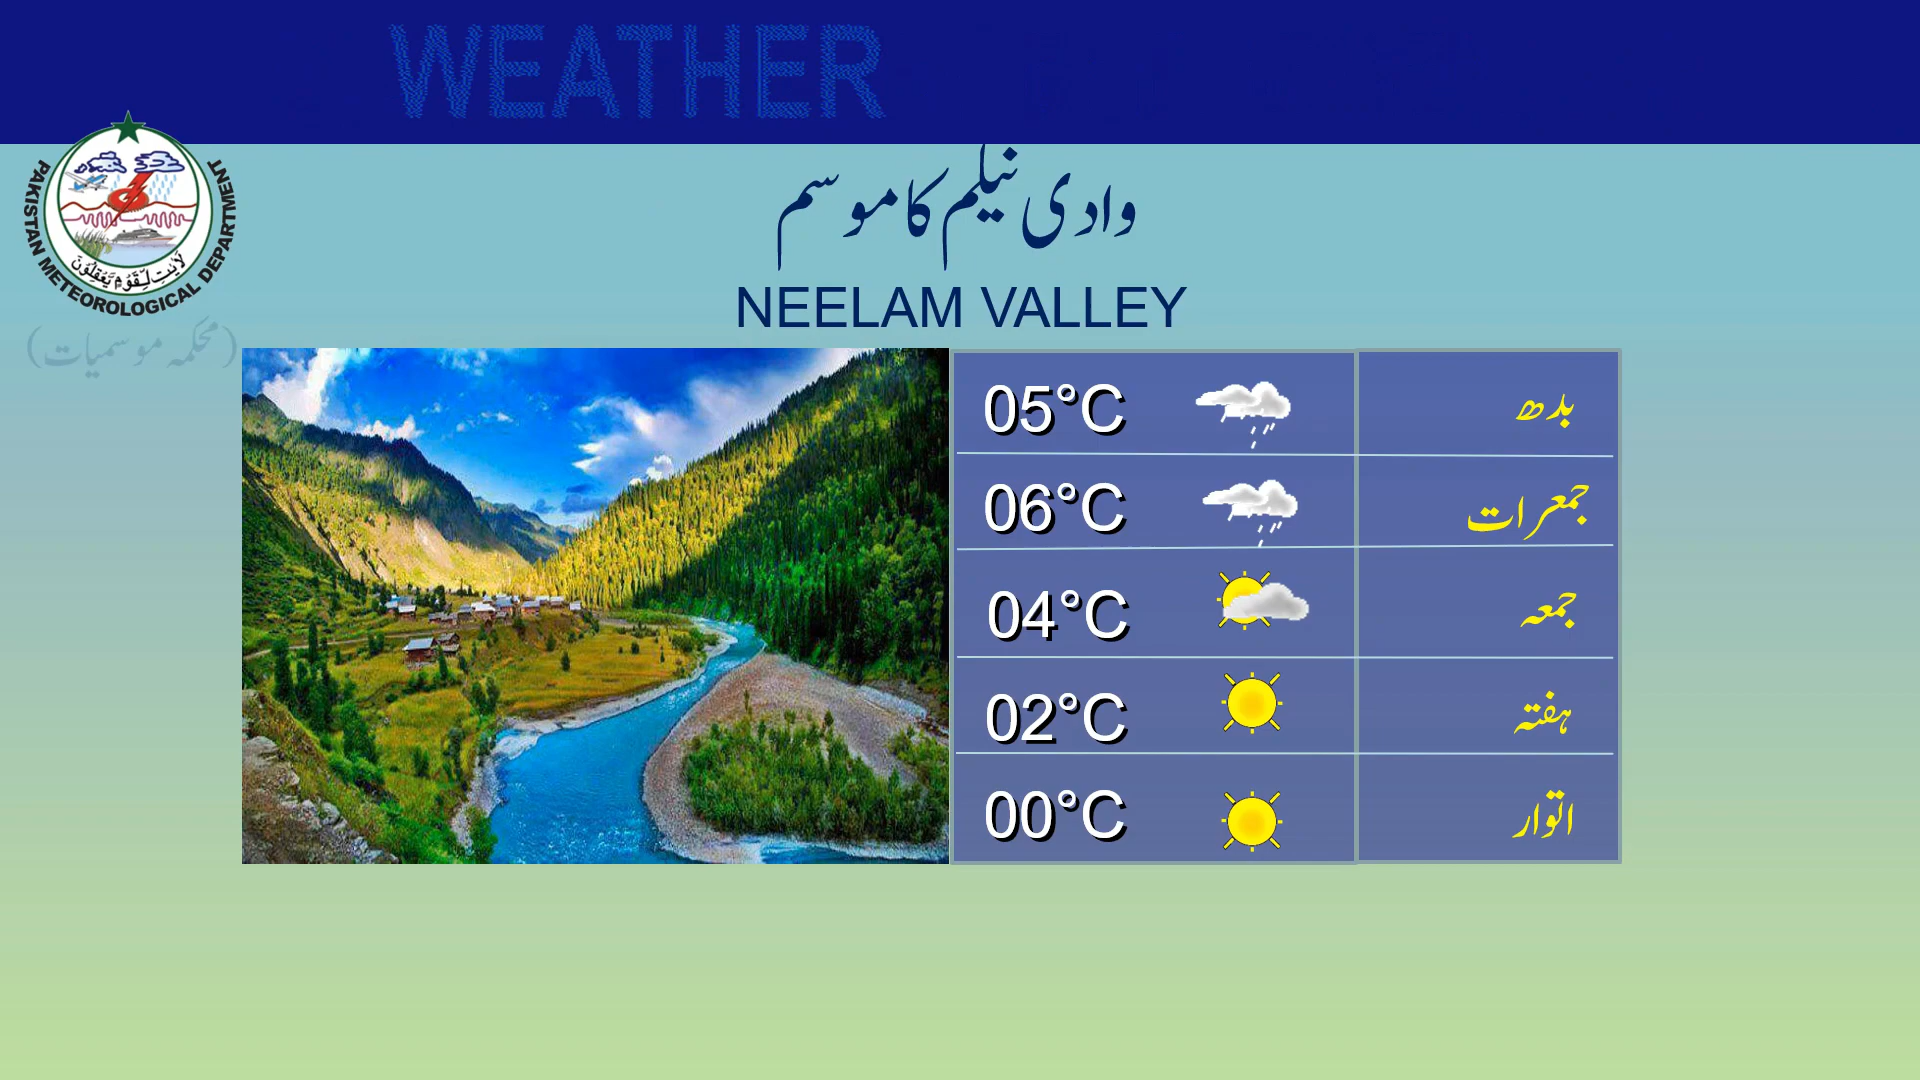 WEATHER
وادی نیلم کا موسم
NEELAM VALLEY
PAKISTAN METEOROLOGICAL DEPARTMENT
لَاٰيٰتٍ لِّقَوْمٍ يَّعْقِلُوْنَ
(محکمہ موسمیات)
05°C بدھ
06°C جمعرات
04°C جمعہ
02°C ہفتہ
00°C اتوار